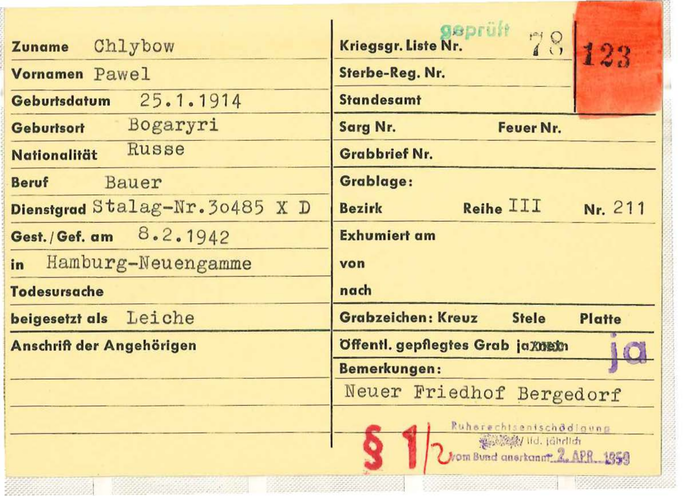 Zuname Chlybow
Vornamen Pawel
Geburtsdatum 25.1.1914
Geburtsort Bogaryri
Nationalität Russe
Beruf Bauer
Dienstgrad Stalag-Nr.3o485 X D
Gest./Gef. am 8.2.1942
in Hamburg-Neuengamme
Todesursache
beigesetzt als Leiche
Anschrift der Angehörigen
geprüft
Kriegsgr. Liste Nr. 78
123
Sterbe-Reg. Nr.
Standesamt
Sarg Nr. Feuer Nr.
Grabbrief Nr.
Grablage:
Bezirk Reihe III Nr. 211
Exhumiert am
von
nach
Grabzeichen: Kreuz Stele Platte
Öffentl. gepflegtes Grab ja nein ja
Bemerkungen:
Neuer Friedhof Bergedorf
§ 1/2
Ruherechtsentschädigung
/ lfd. jährlich
vom Bund anerkannt 2. APR. 1959